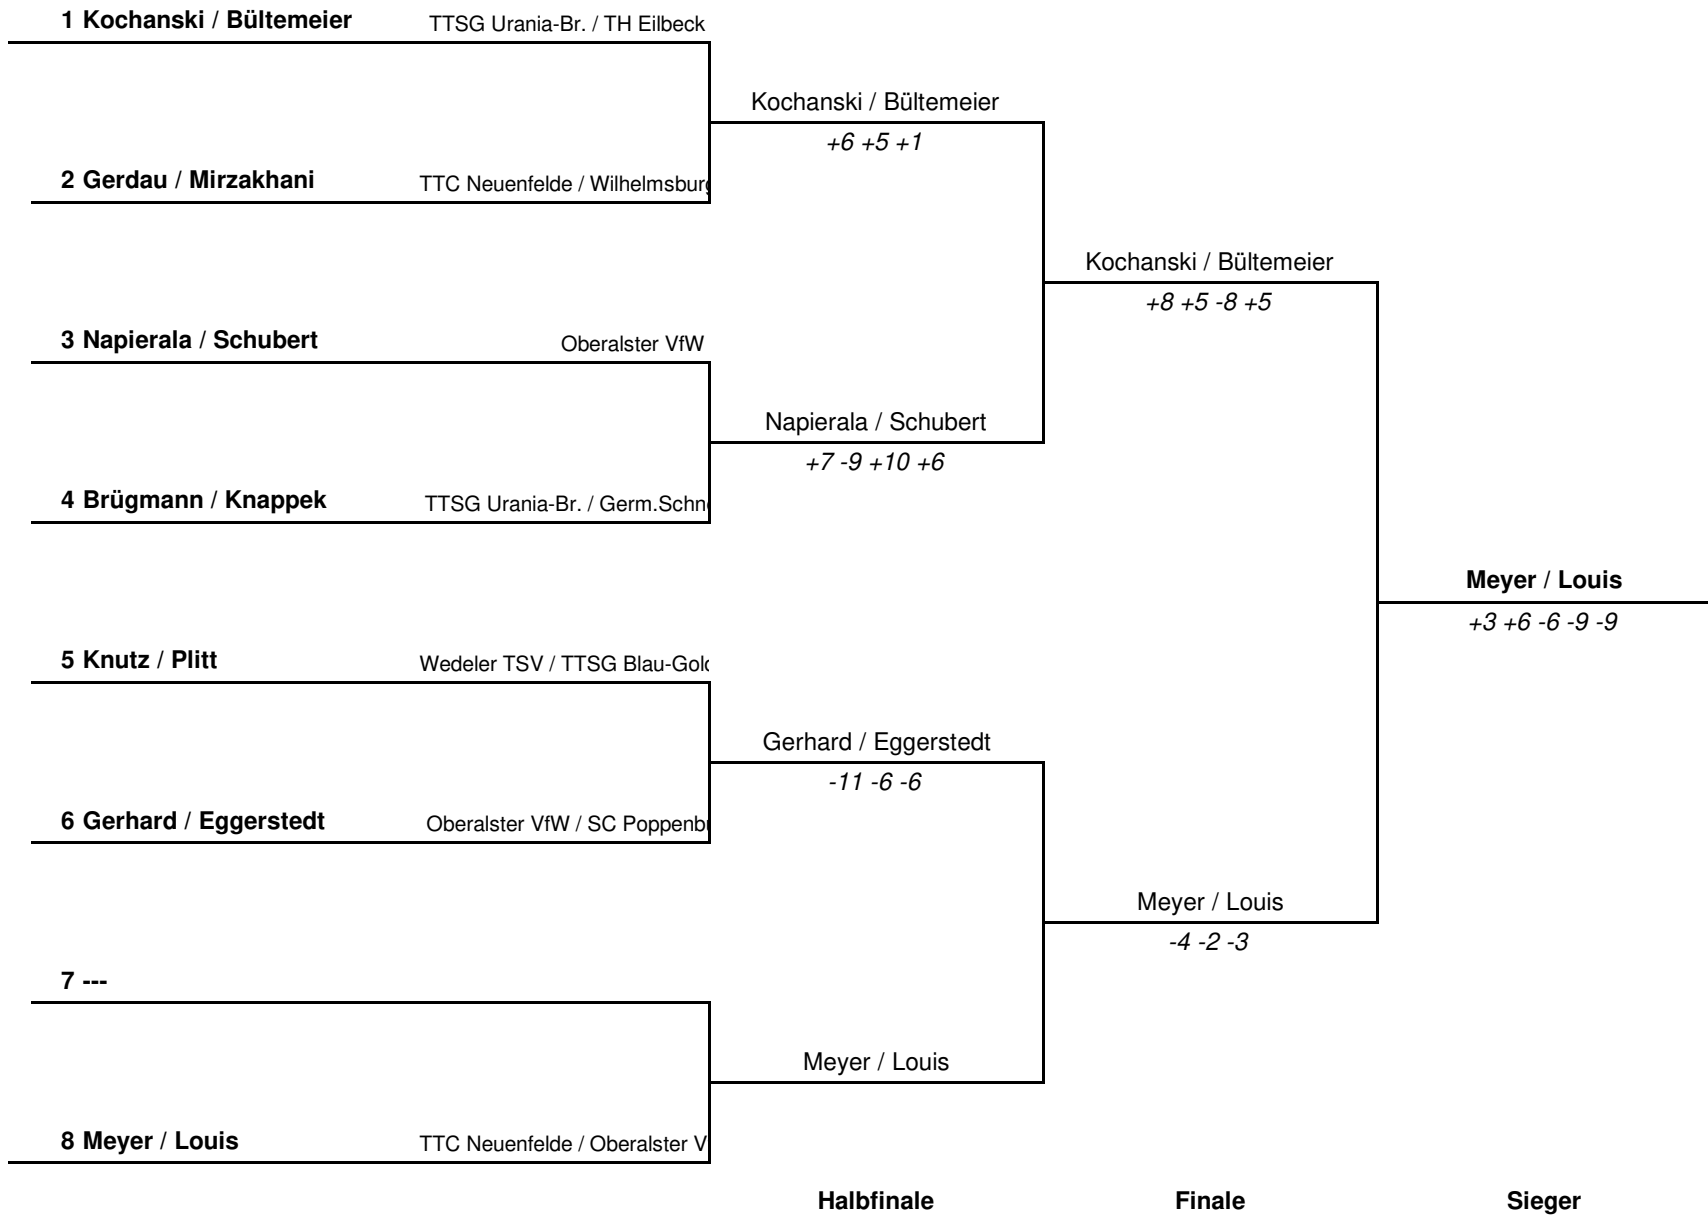 1 Kochanski / Bültemeier TTSG Urania-Br. / TH Eilbeck
Kochanski / Bültemeier
+6 +5 +1
2 Gerdau / Mirzakhani TTC Neuenfelde / Wilhelmsburg
Kochanski / Bültemeier
+8 +5 -8 +5
3 Napierala / Schubert Oberalster VfW
Napierala / Schubert
+7 -9 +10 +6
4 Brügmann / Knappek TTSG Urania-Br. / Germ.Schne
Meyer / Louis
+3 +6 -6 -9 -9
5 Knutz / Plitt Wedeler TSV / TTSG Blau-Gold
Gerhard / Eggerstedt
-11 -6 -6
6 Gerhard / Eggerstedt Oberalster VfW / SC Poppenbü
Meyer / Louis
-4 -2 -3
7 ---
Meyer / Louis
8 Meyer / Louis TTC Neuenfelde / Oberalster V
Halbfinale Finale Sieger